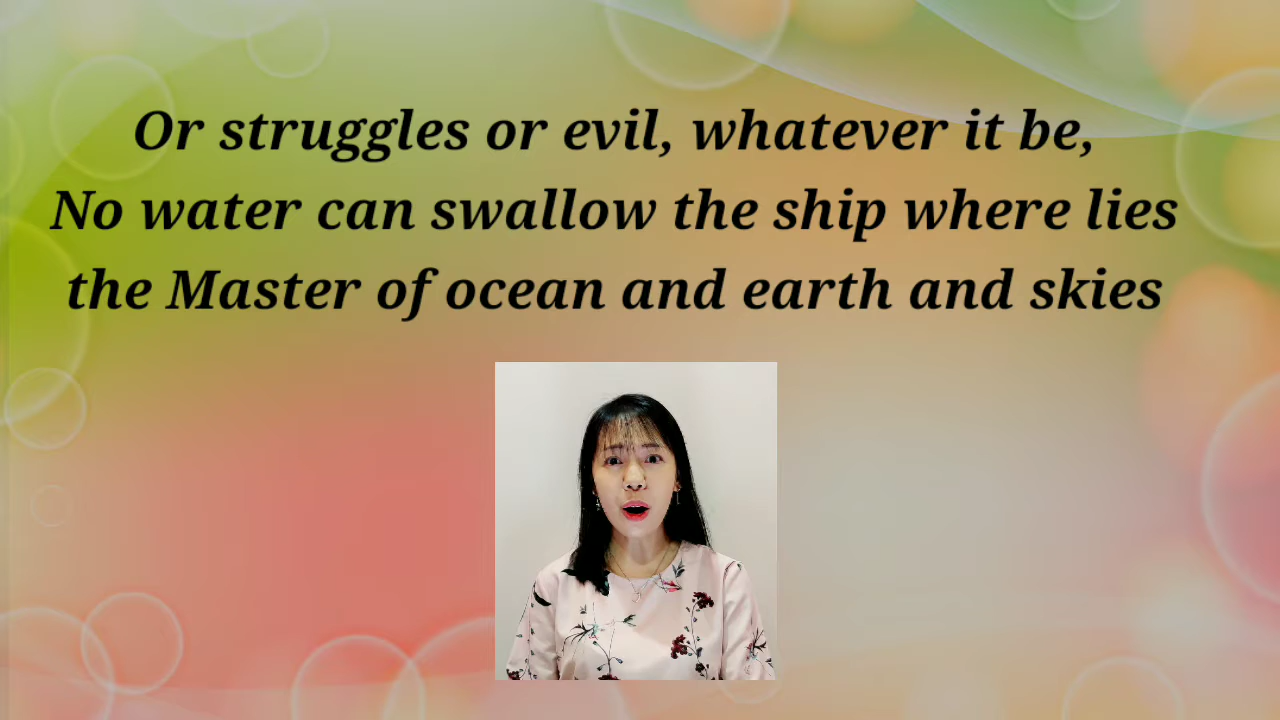 Or struggles or evil, whatever it be,
No water can swallow the ship where lies
the Master of ocean and earth and skies